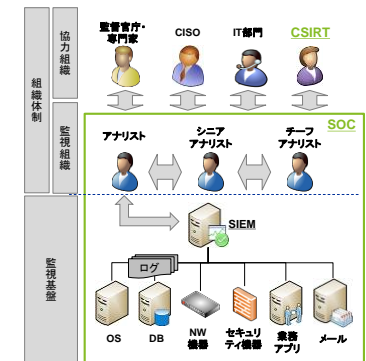 組織体制
協力組織
監督官庁・
専門家
CISO
IT部門
CSIRT
監視組織
SOC
アナリスト
シニア
アナリスト
チーフ
アナリスト
監視基盤
SIEM
ログ
OS
DB
NW
機器
セキュリ
ティ機器
業務
アプリ
メール